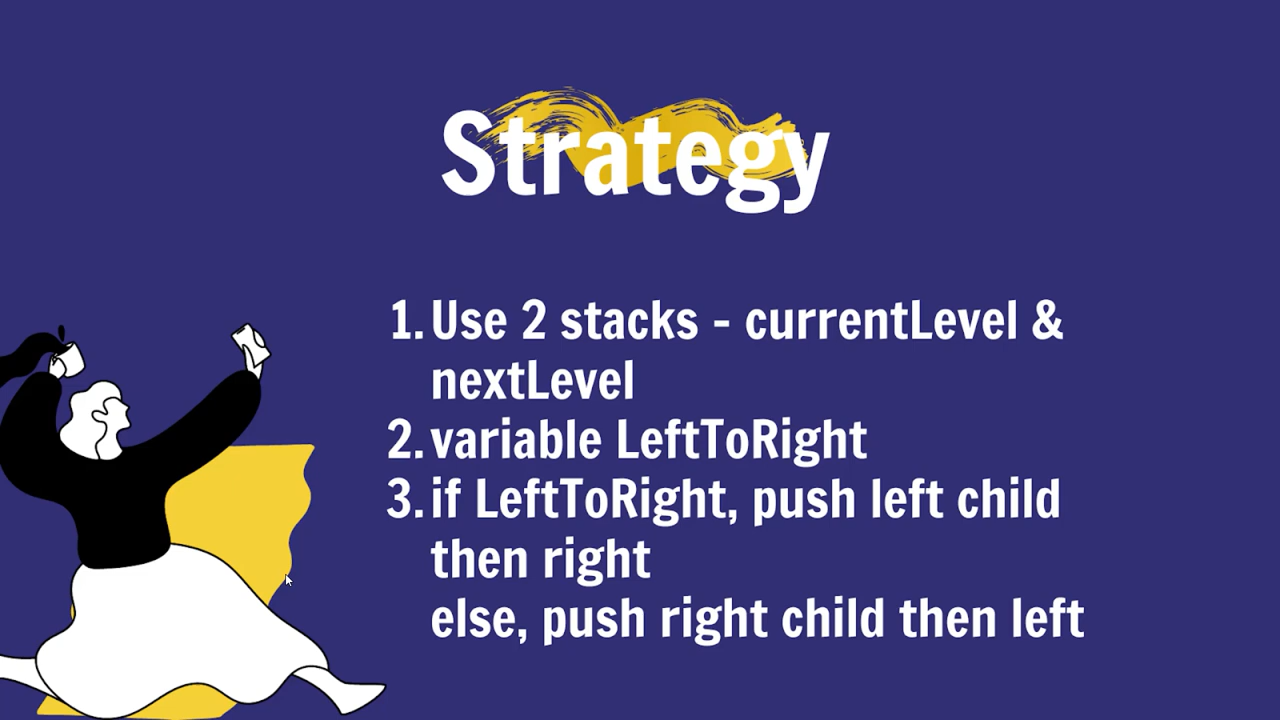 Strategy
1. Use 2 stacks - currentLevel &
nextLevel
2. variable LeftToRight
3. if LeftToRight, push left child
then right
else, push right child then left